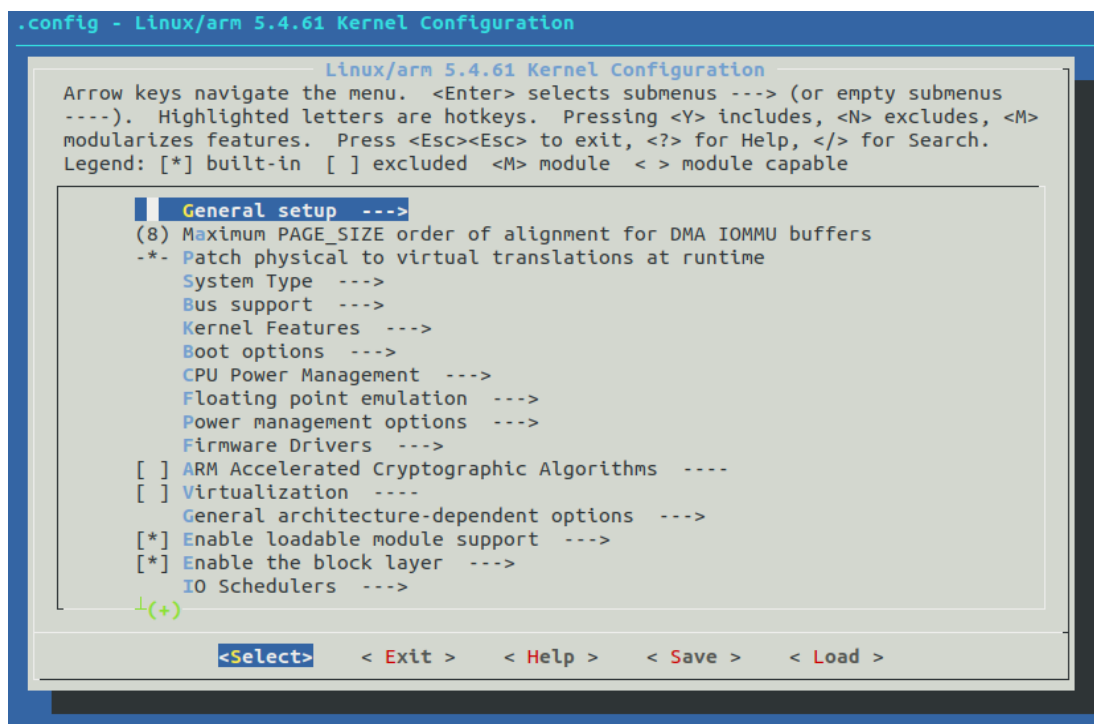 .config - Linux/arm 5.4.61 Kernel Configuration
Linux/arm 5.4.61 Kernel Configuration
Arrow keys navigate the menu.  <Enter> selects submenus ---> (or empty submenus
----).  Highlighted letters are hotkeys.  Pressing <Y> includes, <N> excludes, <M>
modularizes features.  Press <Esc><Esc> to exit, <?> for Help, </> for Search.
Legend: [*] built-in  [ ] excluded  <M> module  < > module capable
General setup  --->
(8) Maximum PAGE_SIZE order of alignment for DMA IOMMU buffers
-*- Patch physical to virtual translations at runtime
System Type  --->
Bus support  --->
Kernel Features  --->
Boot options  --->
CPU Power Management  --->
Floating point emulation  --->
Power management options  --->
Firmware Drivers  --->
[ ] ARM Accelerated Cryptographic Algorithms  ----
[ ] Virtualization  ----
General architecture-dependent options  --->
[*] Enable loadable module support  --->
[*] Enable the block layer  --->
IO Schedulers  --->
(+)
<Select>    < Exit >    < Help >    < Save >    < Load >